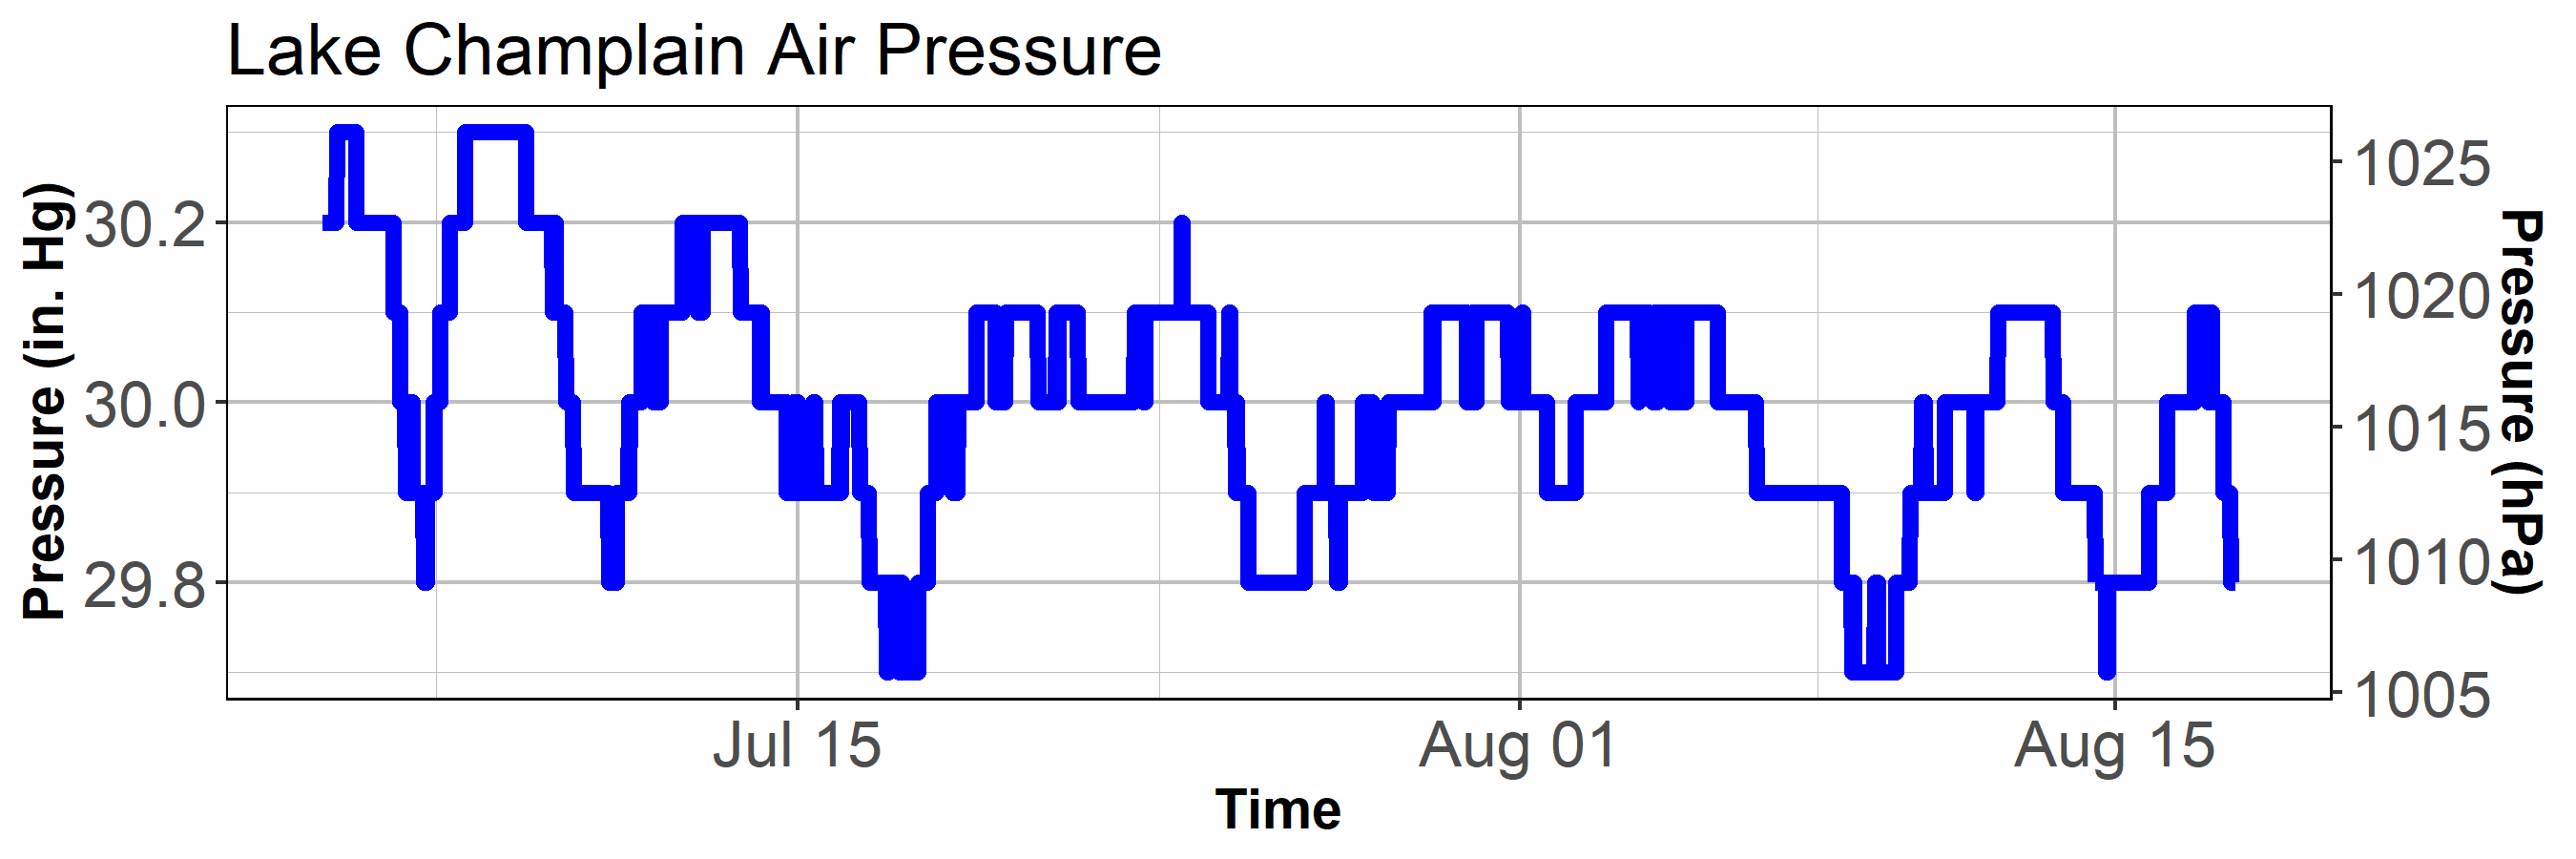 Lake Champlain Air Pressure
Pressure (in. Hg)
30.2
30.0
29.8
1025
1020
1015
1010
1005
Pressure (hPa)
Jul 15
Aug 01
Aug 15
Time